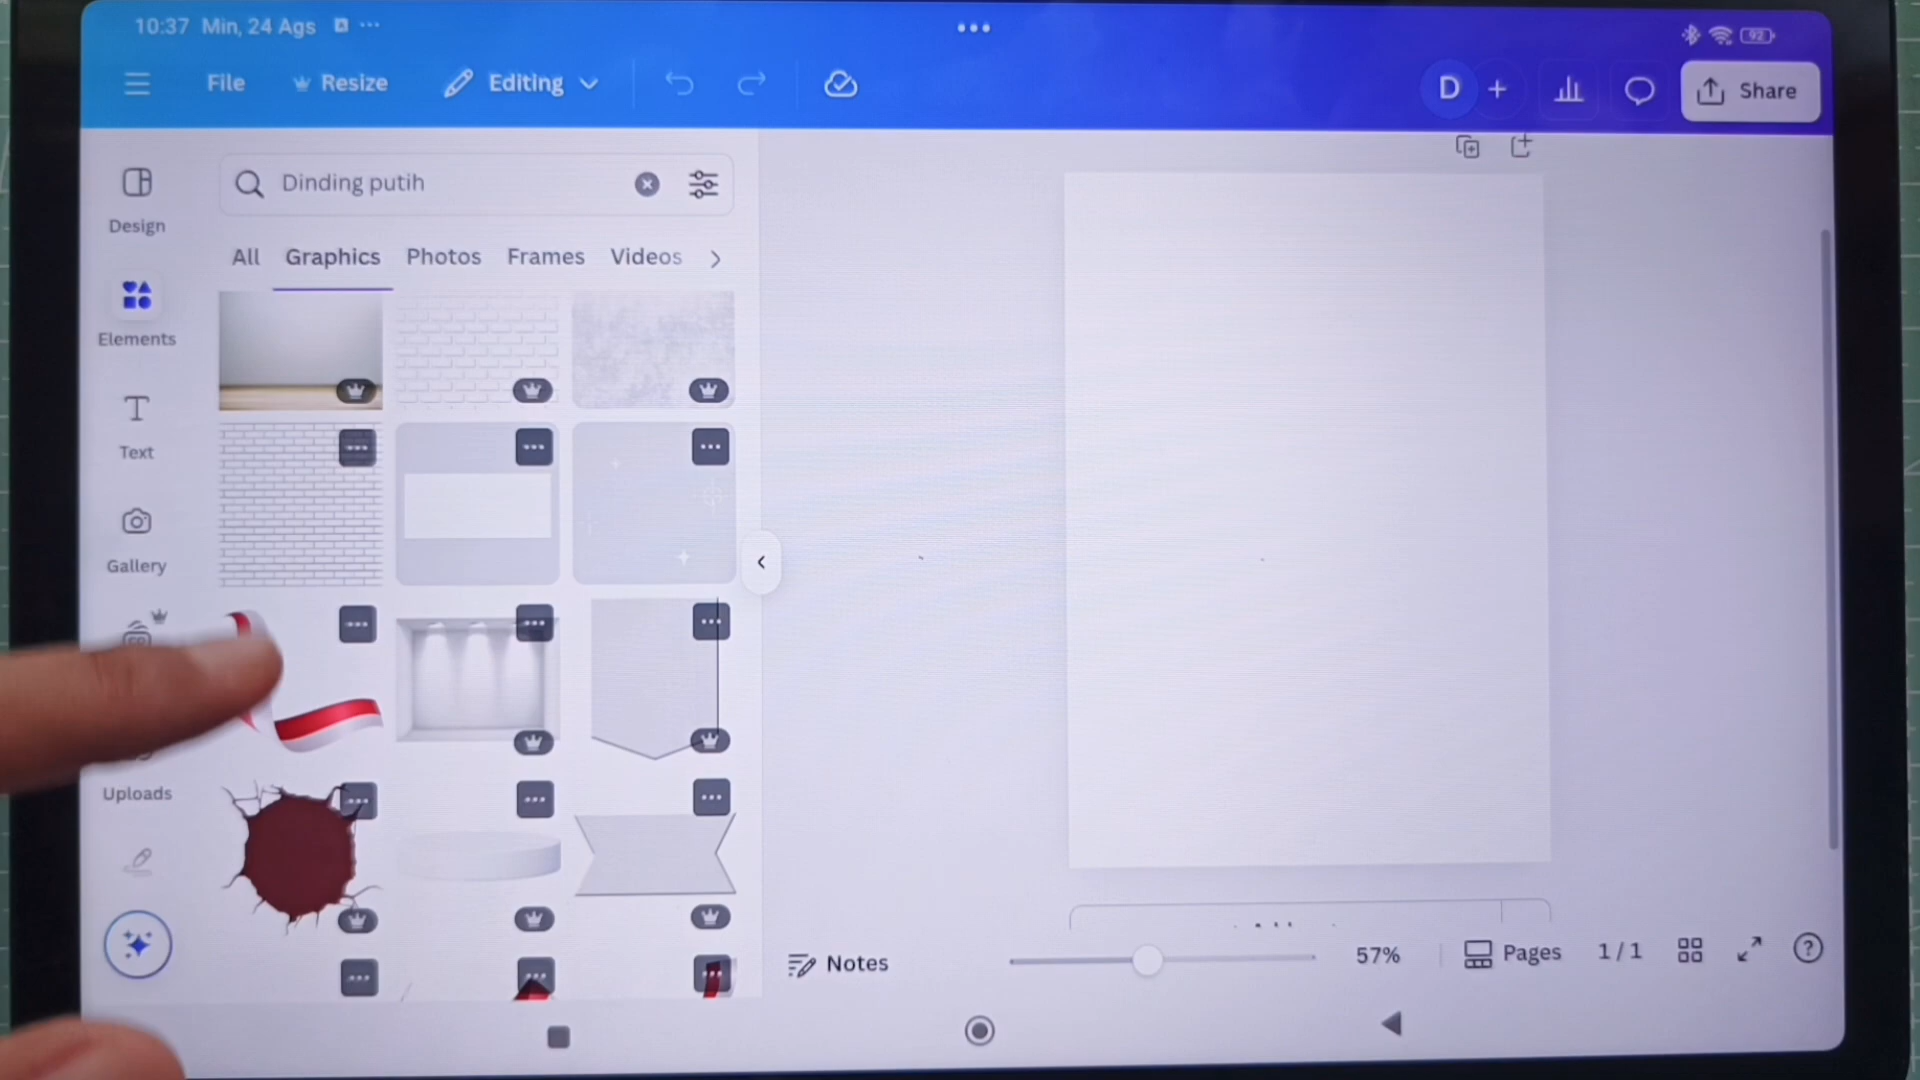 10:37 Min, 24 Ags
92
File Resize Editing
D + Share
Dinding putih
All Graphics Photos Frames Videos
Design
Elements
Text
Gallery
Uploads
Notes
57%
Pages 1 / 1
?